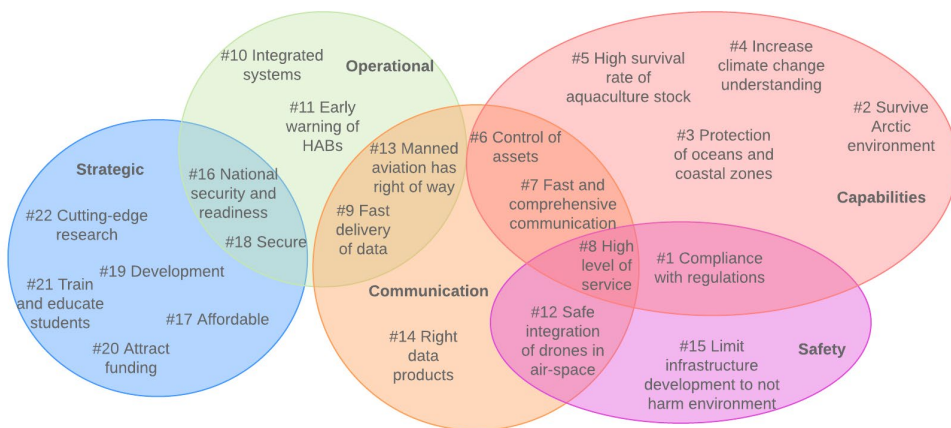 #10 Integrated
systems
Operational
#11 Early
warning of
HABs
#5 High survival
rate of
aquaculture stock
#4 Increase
climate change
understanding
#2 Survive
Arctic
environment
#3 Protection
of oceans and
coastal zones
Capabilities
#13 Manned
aviation has
right of way
#6 Control of
assets
#7 Fast and
comprehensive
communication
#9 Fast
delivery of data
Strategic
#16 National
security and
readiness
#18 Secure
#22 Cutting-edge
research
#19 Development
#21 Train
and educate
students
#17 Affordable
#20 Attract
funding
Communication
#8 High
level of
service
#1 Compliance
with regulations
#14 Right
data
products
#12 Safe
integration
of drones in
air-space
#15 Limit
infrastructure
development to not
harm environment
Safety